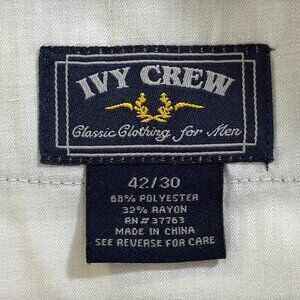 IVY CREW
Classic Clothing for Men
42/30
68% POLYESTER
32% RAYON
RN# 37763
MADE IN CHINA
SEE REVERSE FOR CARE